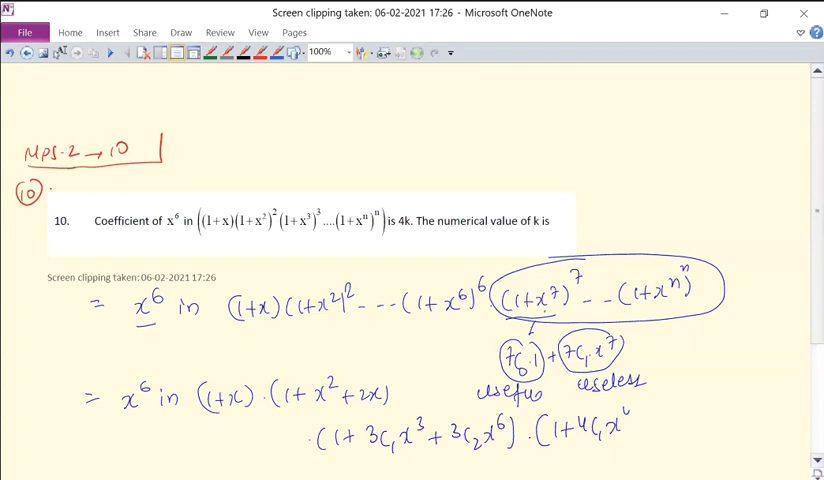 Screen clipping taken: 06-02-2021 17:26 - Microsoft OneNote
File Home Insert Share Draw Review View Pages
100%
MPS-2 → 10
10
10. Coefficient of x⁶ in ((1+x)(1+x²)²(1+x³)³....(1+xⁿ)ⁿ) is 4k. The numerical value of k is
Screen clipping taken: 06-02-2021 17:26
= x⁶ in (1+x)(1+x²)² - - - (1+x⁶)⁶ · (1+x⁷)⁷ - - (1+xⁿ)ⁿ
7C₀·1 + 7C₁x⁷
useful useless
= x⁶ in (1+x) · (1+x²+2x)
· (1+3C₁x³+3C₂x⁶) · (1+4C₁x⁴